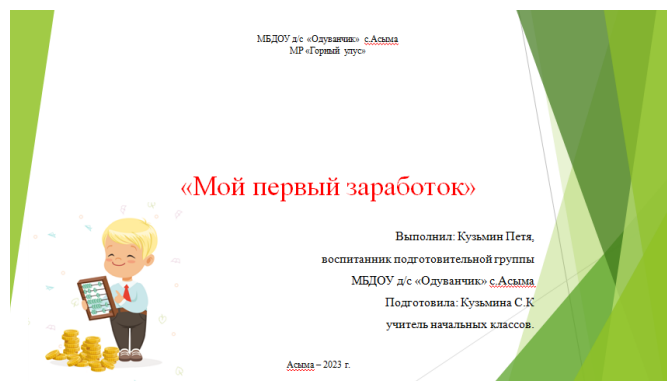 МБДОУ д/с «Одуванчик» с.Асыма
МР «Горный улус»
«Мой первый заработок»
Выполнил: Кузьмин Петя,
воспитанник подготовительной группы
МБДОУ д/с «Одуванчик» с.Асыма
Подготовила: Кузьмина С.К
учитель начальных классов.
Асыма – 2023 г.